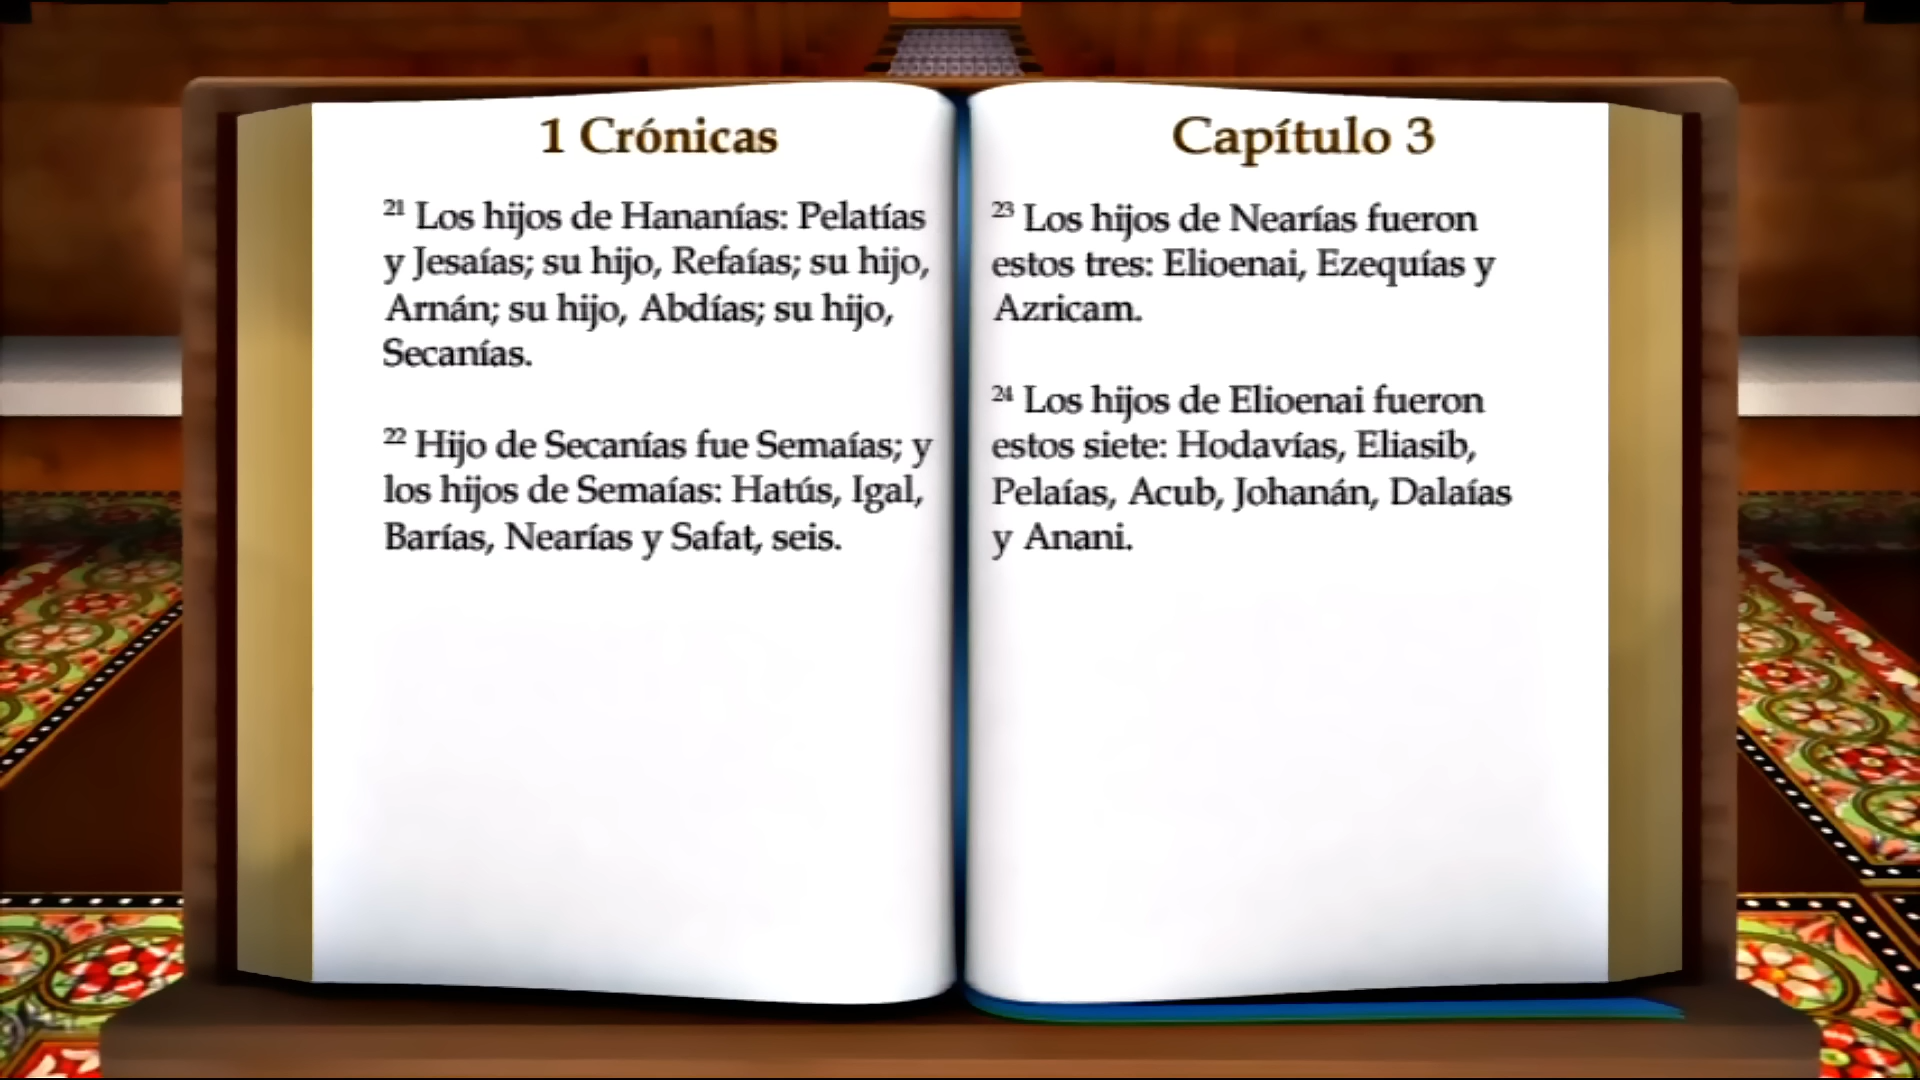 1 Crónicas
21 Los hijos de Hananías: Pelatías
y Jesaías; su hijo, Refaías; su hijo,
Arnán; su hijo, Abdías; su hijo,
Secanías.
22 Hijo de Secanías fue Semaías; y
los hijos de Semaías: Hatús, Igal,
Barías, Nearías y Safat, seis.
Capítulo 3
23 Los hijos de Nearías fueron
estos tres: Elioenai, Ezequías y
Azricam.
24 Los hijos de Elioenai fueron
estos siete: Hodavías, Eliasib,
Pelaías, Acub, Johanán, Dalaías
y Anani.